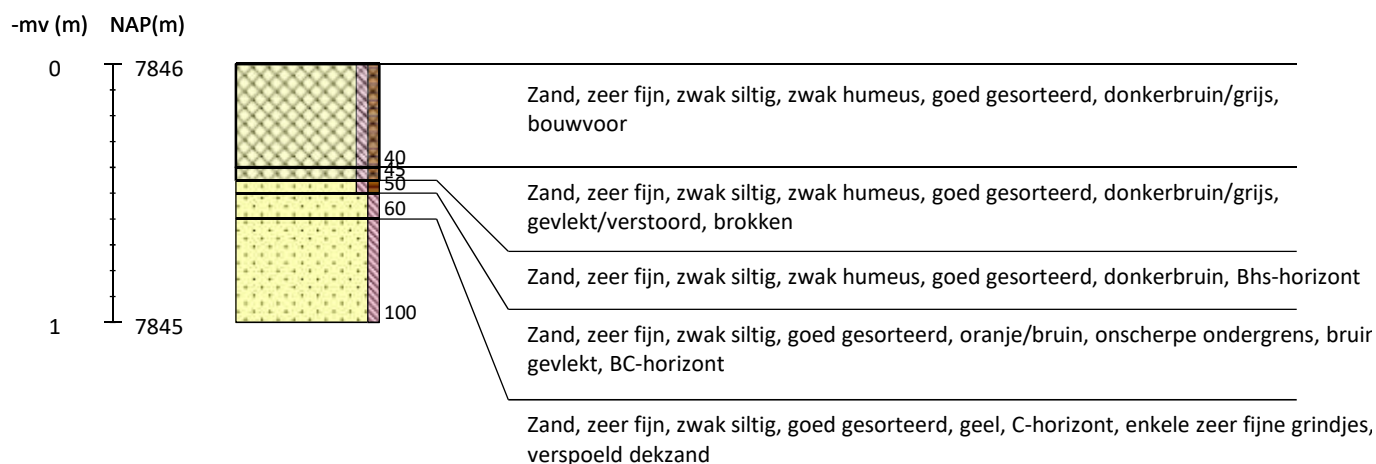 -mv (m) NAP(m)
0 7846
Zand, zeer fijn, zwak siltig, zwak humeus, goed gesorteerd, donkerbruin/grijs,
bouwvoor
40
45
50
60
Zand, zeer fijn, zwak siltig, zwak humeus, goed gesorteerd, donkerbruin/grijs,
gevlekt/verstoord, brokken
Zand, zeer fijn, zwak siltig, zwak humeus, goed gesorteerd, donkerbruin, Bhs-horizont
100
1 7845
Zand, zeer fijn, zwak siltig, goed gesorteerd, oranje/bruin, onscherpe ondergrens,
gevlekt, BC-horizont
Zand, zeer fijn, zwak siltig, goed gesorteerd, geel, C-horizont, enkele zeer fijne grindjes,
verspoeld dekzand